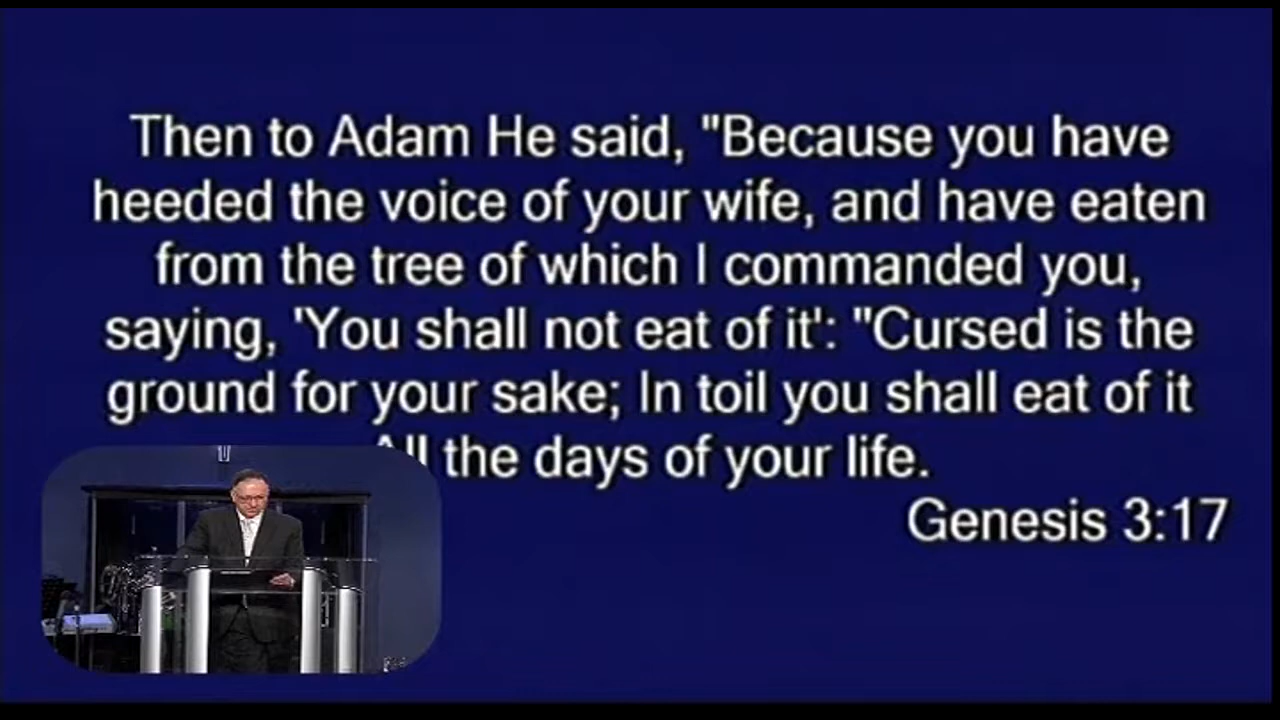 Then to Adam He said, "Because you have
heeded the voice of your wife, and have eaten
from the tree of which I commanded you,
saying, 'You shall not eat of it': "Cursed is the
ground for your sake; In toil you shall eat of it
All the days of your life.
Genesis 3:17